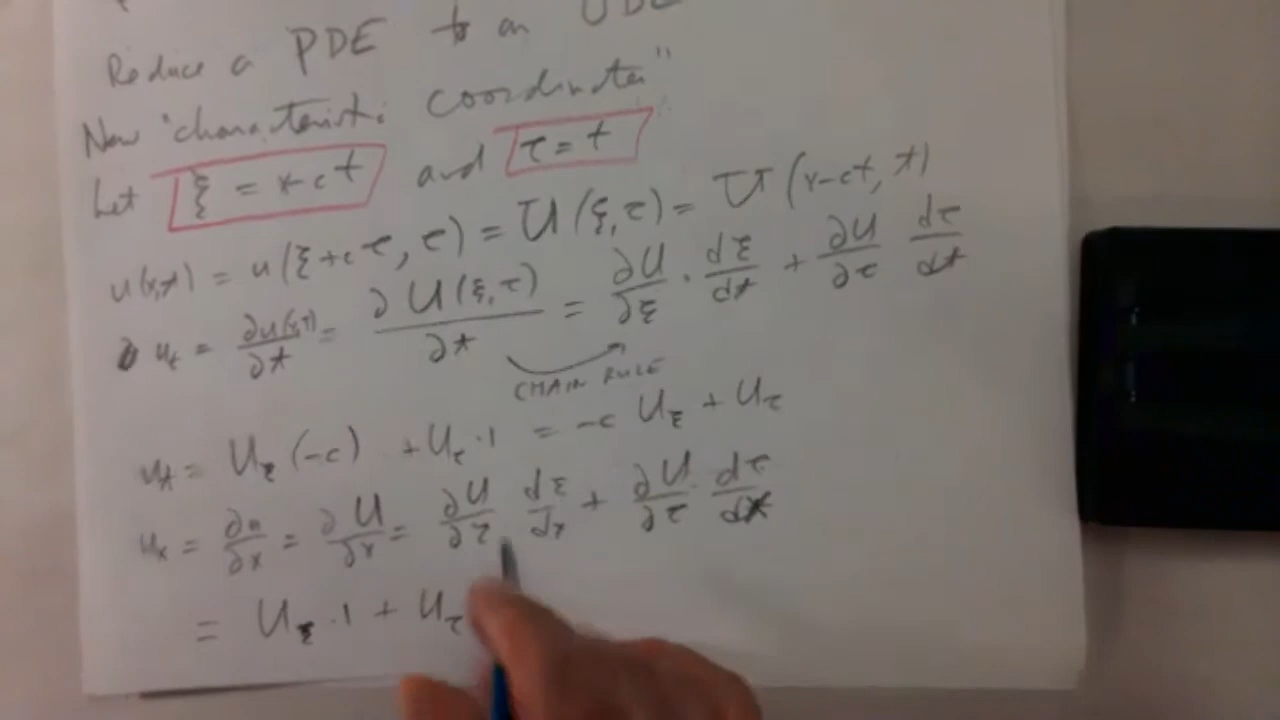 Reduce a PDE to an ODE
New "characteristic coordinates"
Let ξ = x-ct and τ = t
u(x,t) = u(ξ+cτ, τ) = U(ξ,τ) = U(x-ct, t)
u_t = ∂u(x,t)/∂t = ∂U(ξ,τ)/∂t = ∂U/∂ξ · dξ/dt + ∂U/∂τ dτ/dt
CHAIN RULE
u_t = U_ξ (-c) + U_τ · 1 = -c U_ξ + U_τ
u_x = ∂u/∂x = ∂U/∂x = ∂U/∂τ dξ/dx + ∂U/∂τ · dτ/dx
= U_ξ · 1 + U_τ